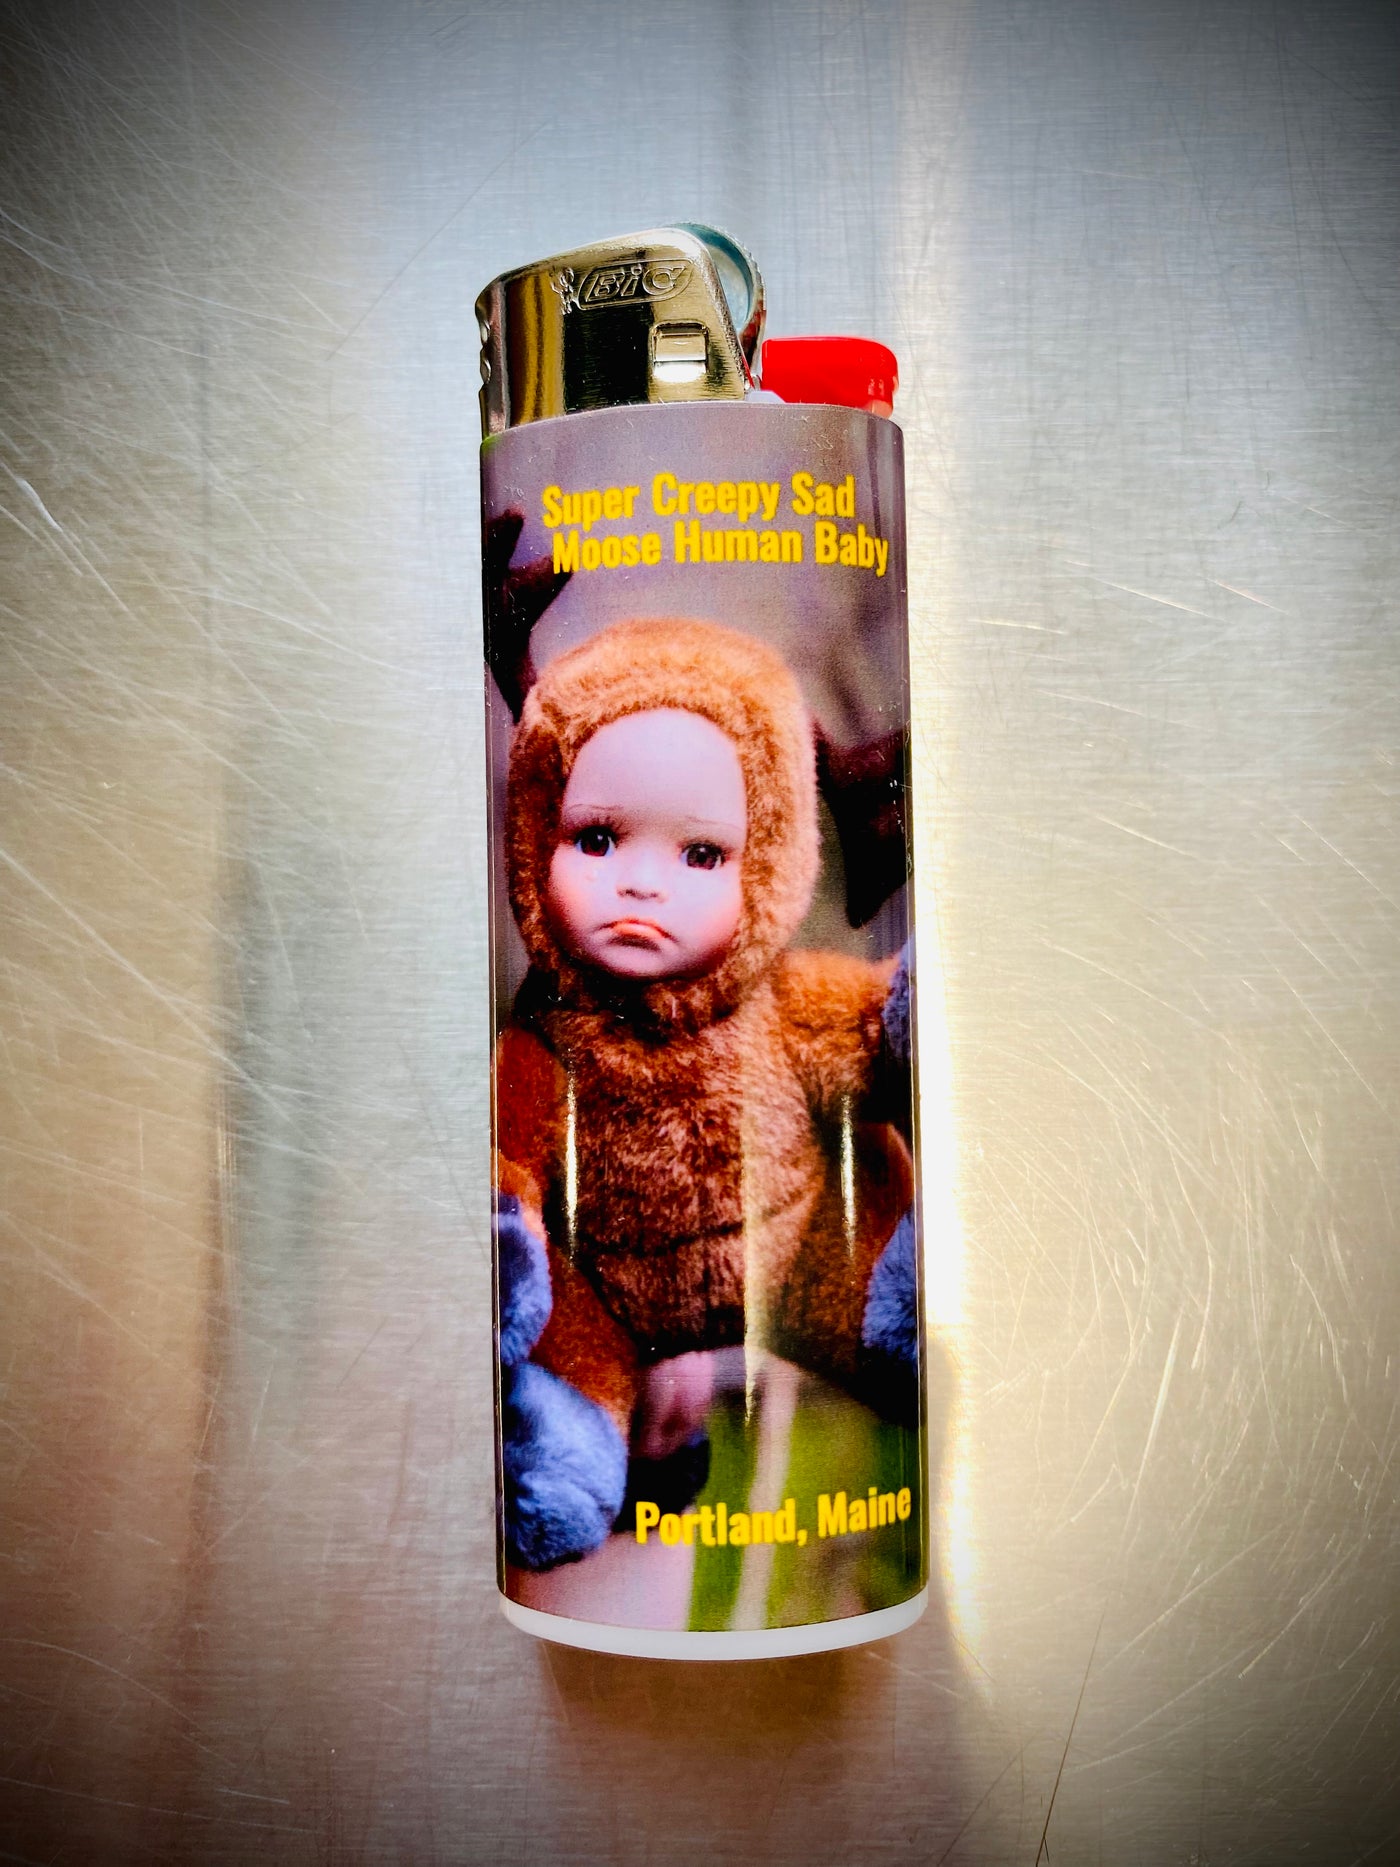 BiC
Super Creepy Sad
Moose Human Baby
Portland, Maine